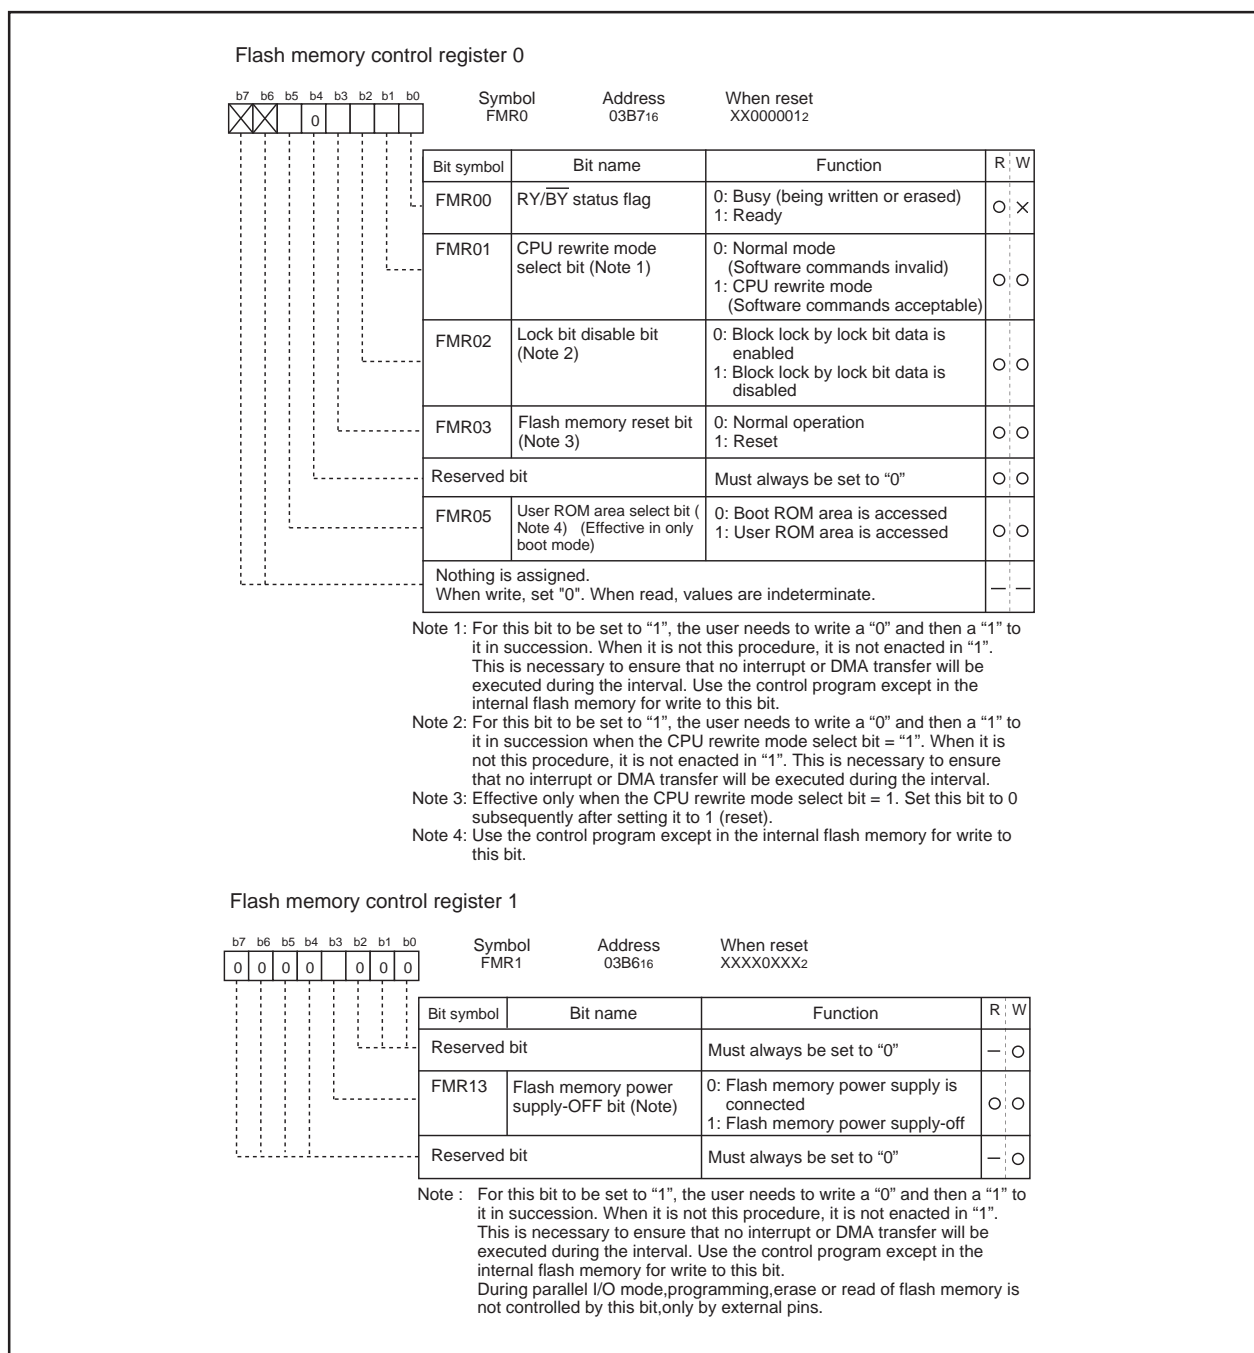 Flash memory control register 0
b7 b6 b5 b4 b3 b2 b1 b0
Symbol Address When reset
FMR0 03B716 XX0000012
0
Bit symbol Bit name Function R W
FMR00 RY/BY status flag 0: Busy (being written or erased)
1: Ready
FMR01 CPU rewrite mode 0: Normal mode
select bit (Note 1) (Software commands invalid)
1: CPU rewrite mode
(Software commands acceptable)
FMR02 Lock bit disable bit 0: Block lock by lock bit data is
(Note 2) enabled
1: Block lock by lock bit data is
disabled
FMR03 Flash memory reset bit 0: Normal operation
(Note 3) 1: Reset
Reserved bit Must always be set to “0”
FMR05 User ROM area select bit ( 0: Boot ROM area is accessed
Note 4) (Effective in only 1: User ROM area is accessed
boot mode)
Nothing is assigned.
When write, set "0". When read, values are indeterminate.
Note 1: For this bit to be set to “1”, the user needs to write a “0” and then a “1” to
it in succession. When it is not this procedure, it is not enacted in “1”.
This is necessary to ensure that no interrupt or DMA transfer will be
executed during the interval. Use the control program except in the
internal flash memory for write to this bit.
Note 2: For this bit to be set to “1”, the user needs to write a “0” and then a “1” to
it in succession when the CPU rewrite mode select bit = “1”. When it is
not this procedure, it is not enacted in “1”. This is necessary to ensure
that no interrupt or DMA transfer will be executed during the interval.
Note 3: Effective only when the CPU rewrite mode select bit = 1. Set this bit to 0
subsequently after setting it to 1 (reset).
Note 4: Use the control program except in the internal flash memory for write to
this bit.
Flash memory control register 1
b7 b6 b5 b4 b3 b2 b1 b0
Symbol Address When reset
FMR1 03B616 XXXX0XXX2
0 0 0 0 0 0 0
Bit symbol Bit name Function R W
Reserved bit Must always be set to “0”
FMR13 Flash memory power 0: Flash memory power supply is
supply-OFF bit (Note) connected
1: Flash memory power supply-off
Reserved bit Must always be set to “0”
Note : For this bit to be set to “1”, the user needs to write a “0” and then a “1” to
it in succession. When it is not this procedure, it is not enacted in “1”.
This is necessary to ensure that no interrupt or DMA transfer will be
executed during the interval. Use the control program except in the
internal flash memory for write to this bit.
During parallel I/O mode,programming,erase or read of flash memory is
not controlled by this bit,only by external pins.